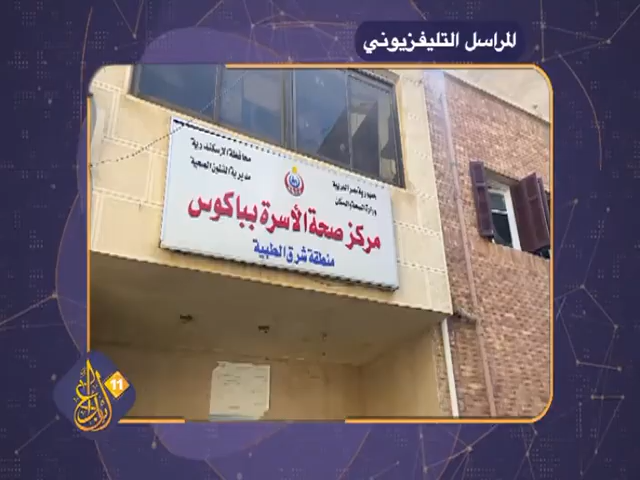 المراسل التليفزيوني
جمهورية مصر العربية
وزارة الصحة والسكان
محافظة الإسكندرية
مديرية الشئون الصحية
مركز صحة الأسرة بباكوس
منطقة شرق الطبية
11